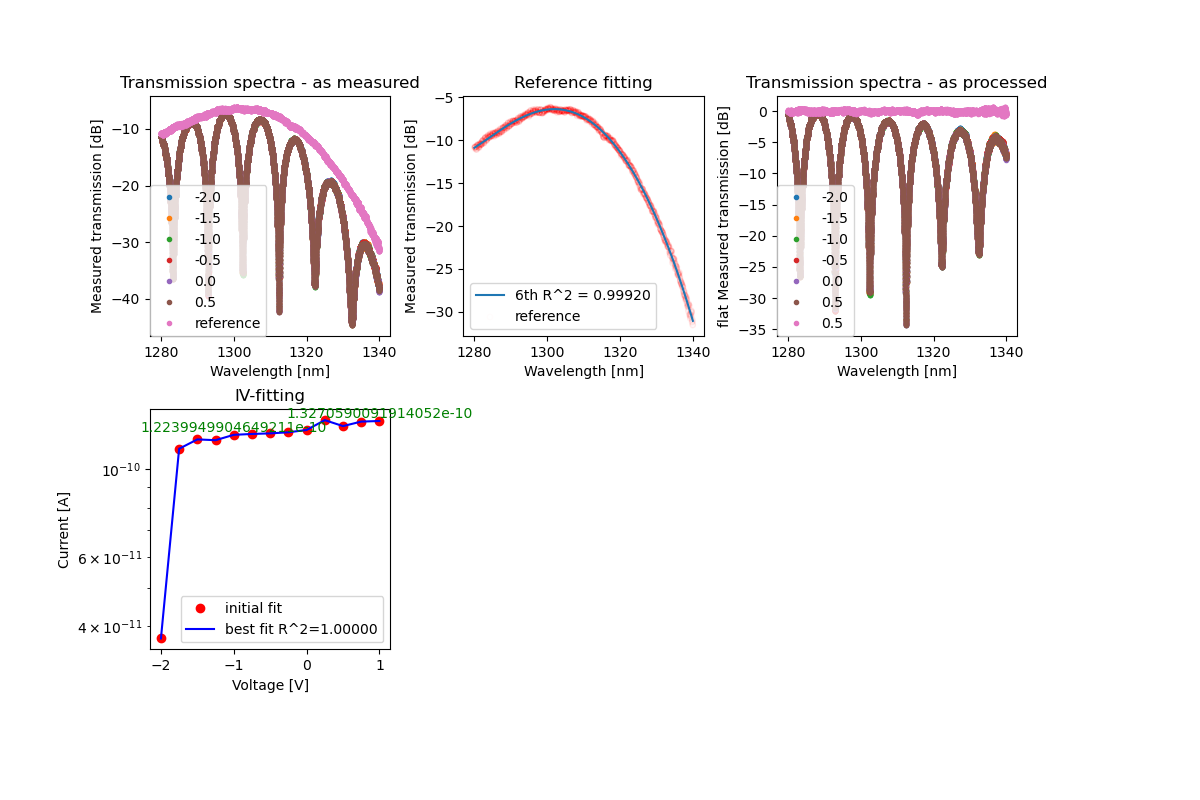 Transmission spectra - as measured
Measured transmission [dB]
−10
−20
−30
−40
-2.0
-1.5
-1.0
-0.5
0.0
0.5
reference
1280 1300 1320 1340
Wavelength [nm]
Reference fitting
Measured transmission [dB]
−5
−10
−15
−20
−25
−30
6th R^2 = 0.99920
reference
1280 1300 1320 1340
Wavelength [nm]
Transmission spectra - as processed
flat Measured transmission [dB]
0
−5
−10
−15
−20
−25
−30
−35
-2.0
-1.5
-1.0
-0.5
0.0
0.5
0.5
1280 1300 1320 1340
Wavelength [nm]
IV-fitting
1.3270590091914052e-10
1.2239949904649211e-10
Current [A]
10⁻¹⁰
6 × 10⁻¹¹
4 × 10⁻¹¹
initial fit
best fit R^2=1.00000
−2 −1 0 1
Voltage [V]